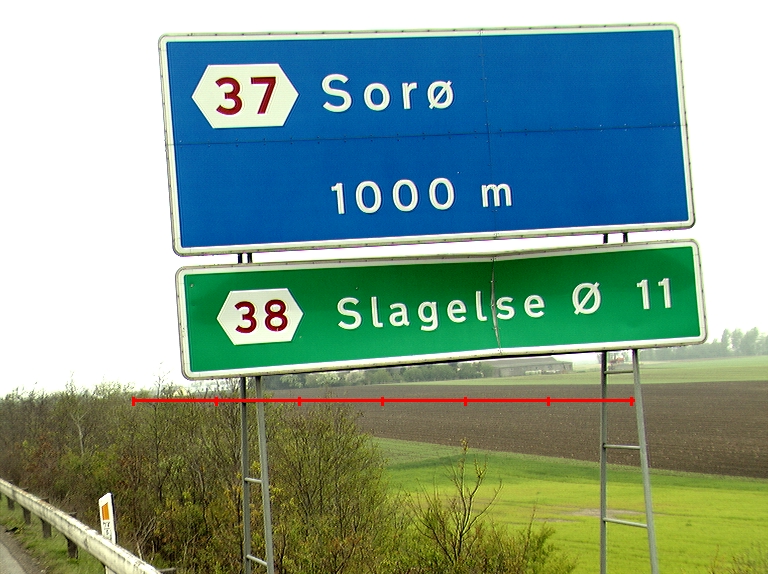 37 Sorø
1000 m
38 Slagelse Ø 11